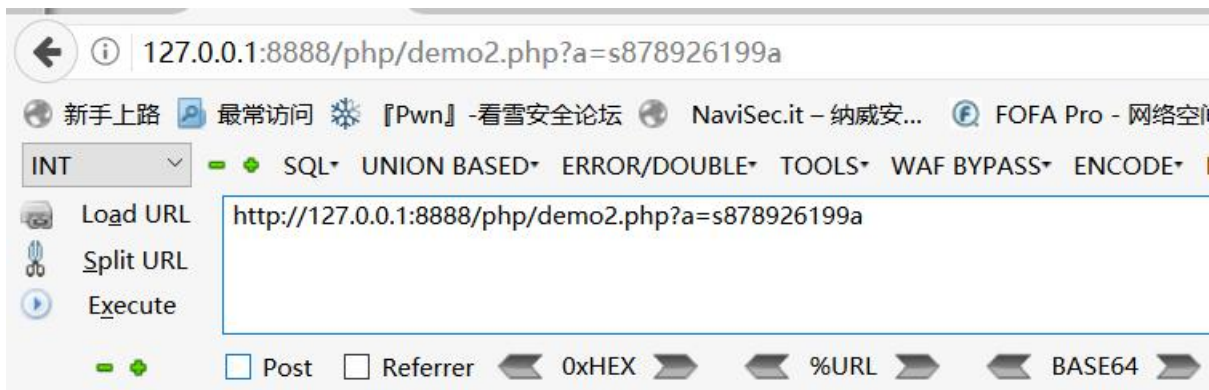 127.0.0.1:8888/php/demo2.php?a=s878926199a
新手上路 最常访问 『Pwn』-看雪安全论坛 NaviSec.it – 纳威安... FOFA Pro - 网络空间
INT SQL UNION BASED ERROR/DOUBLE TOOLS WAF BYPASS ENCODE
Load URL http://127.0.0.1:8888/php/demo2.php?a=s878926199a
Split URL
Execute
Post Referrer 0xHEX %URL BASE64